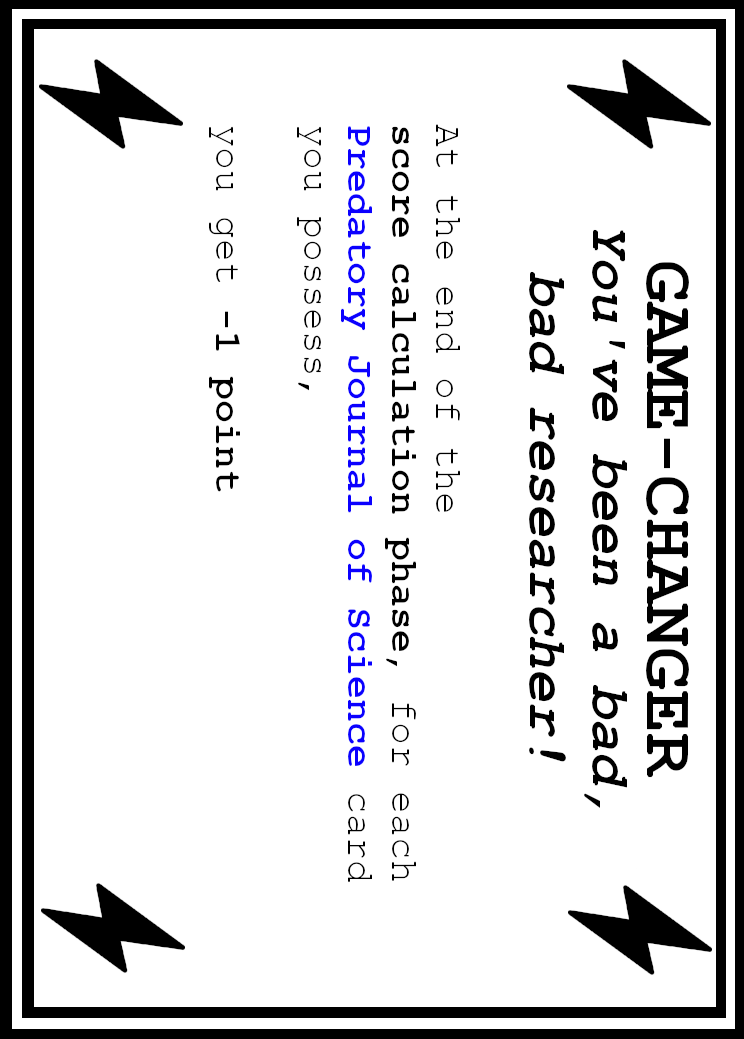 GAME-CHANGER
You've been a bad,
bad researcher!
At the end of the
score calculation phase, for each
Predatory Journal of Science card
you possess,
you get -1 point